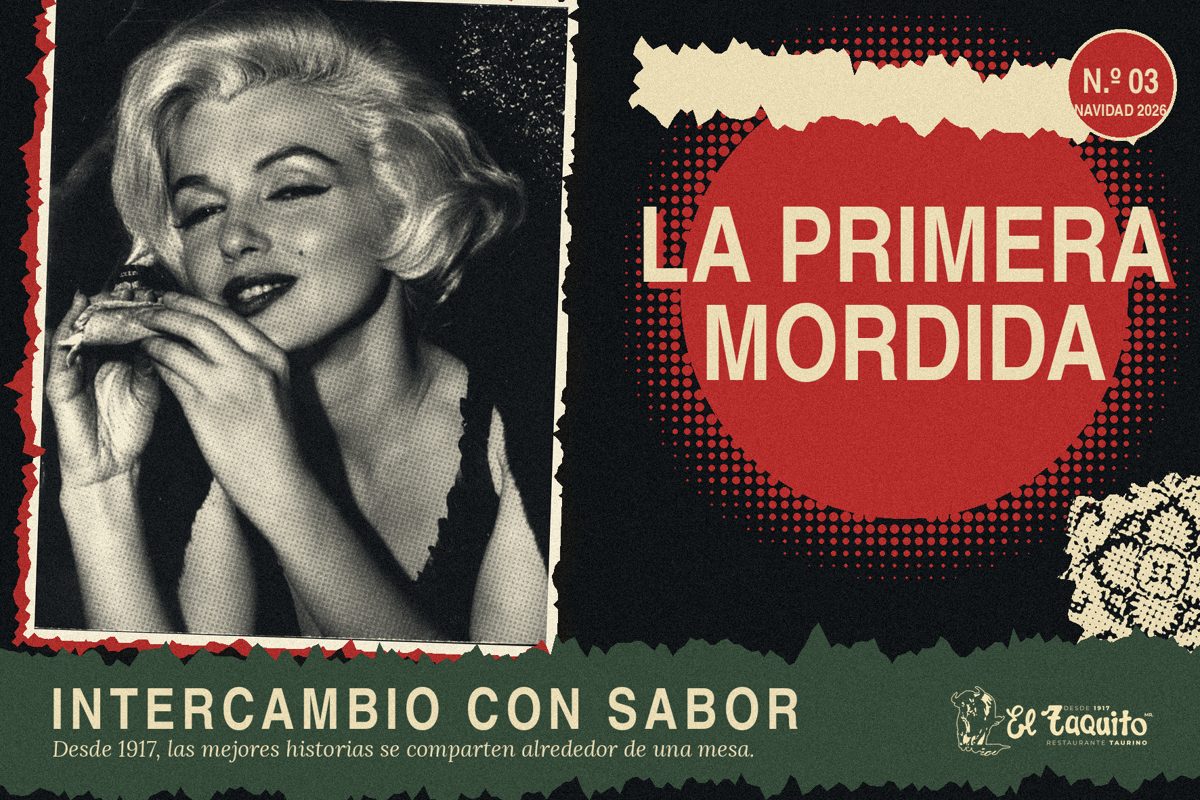 N.º 03
NAVIDAD 2026
LA PRIMERA
MORDIDA
INTERCAMBIO CON SABOR
Desde 1917, las mejores historias se comparten alrededor de una mesa.
DESDE 1917
El Taquito
MR
RESTAURANTE TAURINO